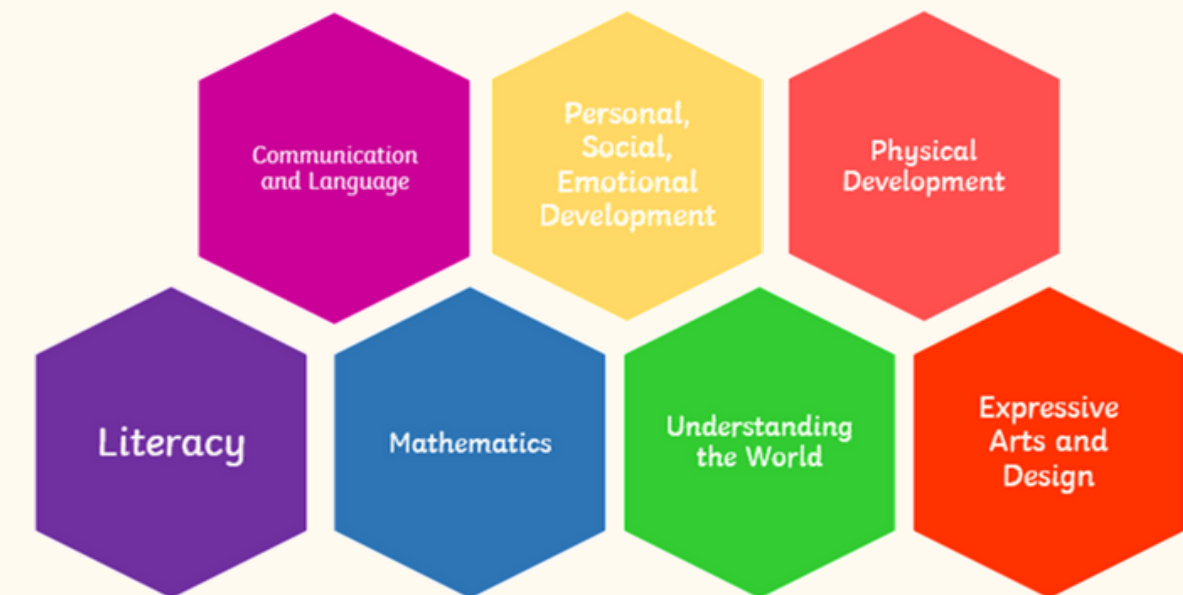 Communication
and Language
Personal,
Social,
Emotional
Development
Physical
Development
Literacy
Mathematics
Understanding
the World
Expressive
Arts and
Design